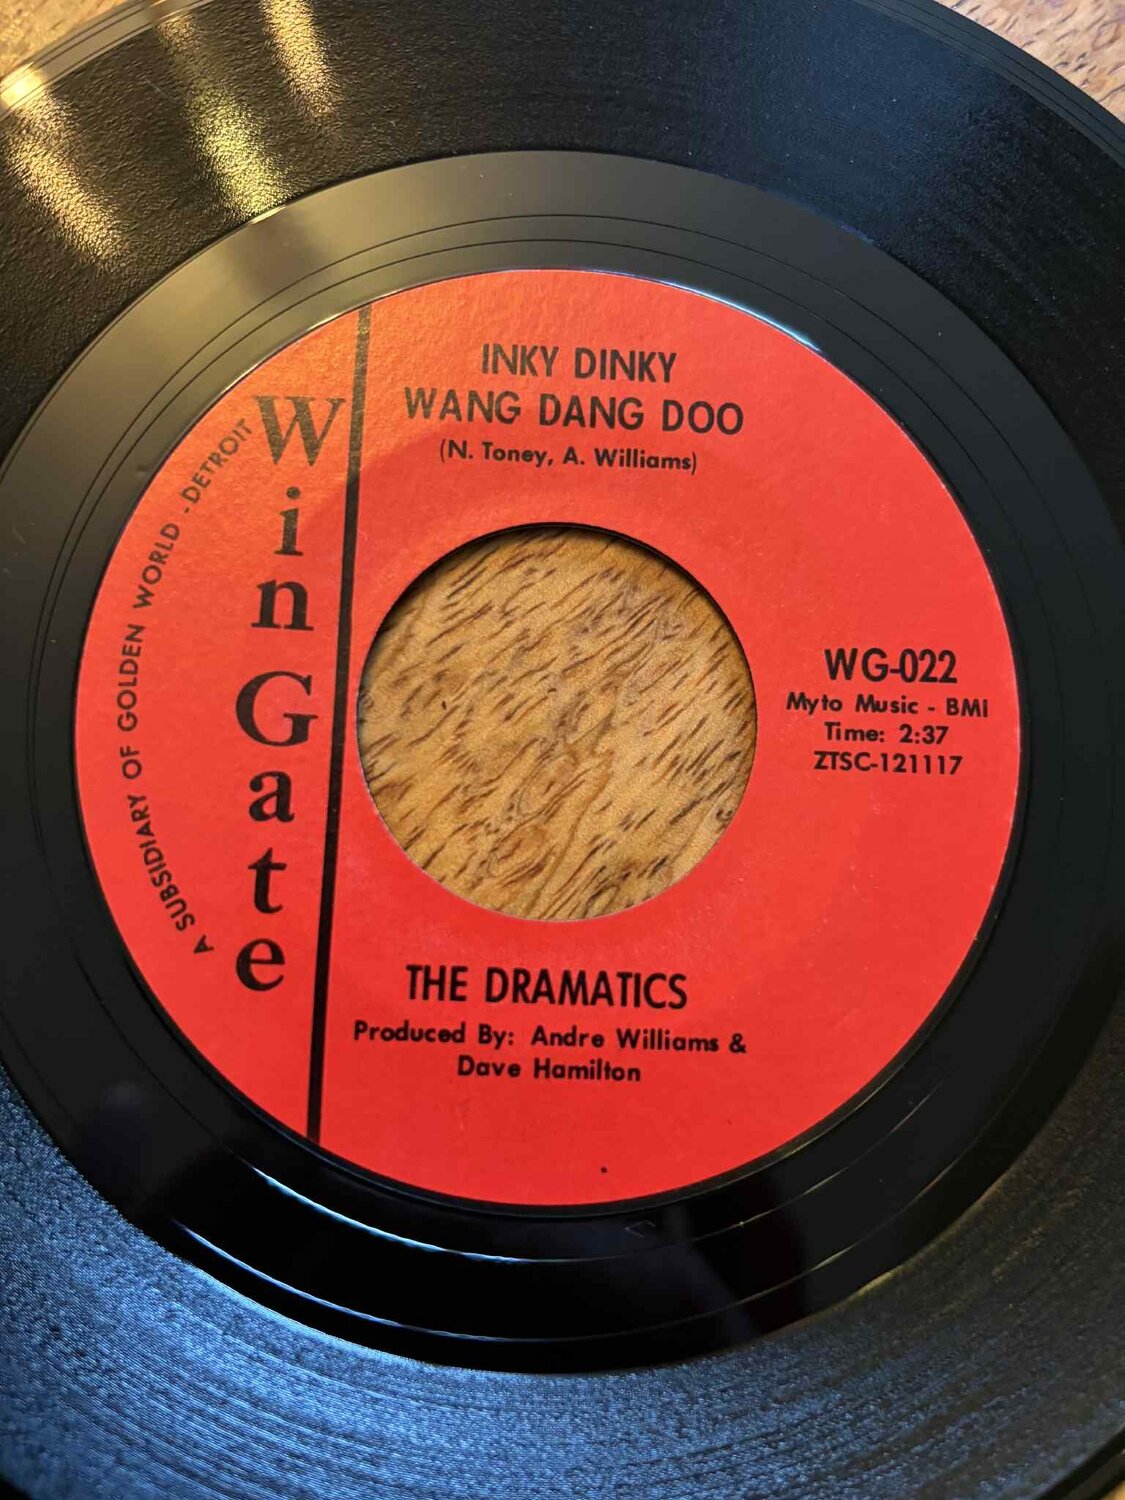 INKY DINKY
WANG DANG DOO
(N. Toney, A. Williams)
WinGate
A SUBSIDIARY OF GOLDEN WORLD - DETROIT
WG-022
Myto Music - BMI
Time: 2:37
ZTSC-121117
THE DRAMATICS
Produced By: Andre Williams &
Dave Hamilton